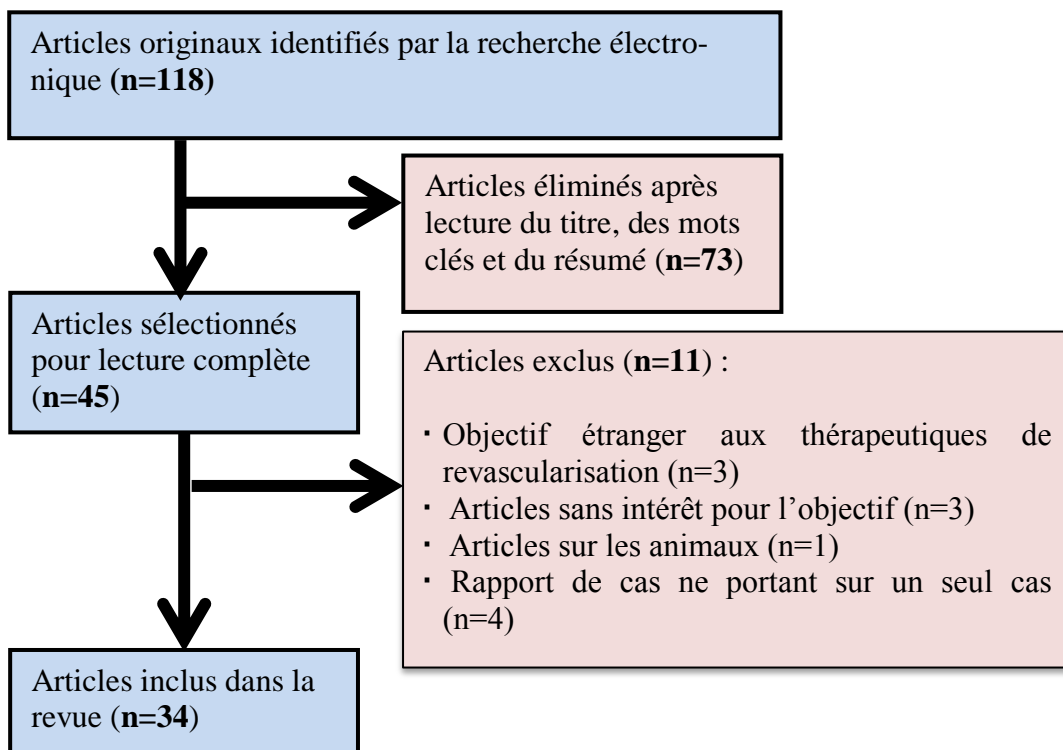 Articles originaux identifiés par la recherche électro-
nique (n=118)
Articles éliminés après
lecture du titre, des mots
clés et du résumé (n=73)
Articles sélectionnés
pour lecture complète
(n=45)
Articles exclus (n=11) :
· Objectif étranger aux thérapeutiques de
revascularisation (n=3)
· Articles sans intérêt pour l’objectif (n=3)
· Articles sur les animaux (n=1)
· Rapport de cas ne portant sur un seul cas
(n=4)
Articles inclus dans la
revue (n=34)